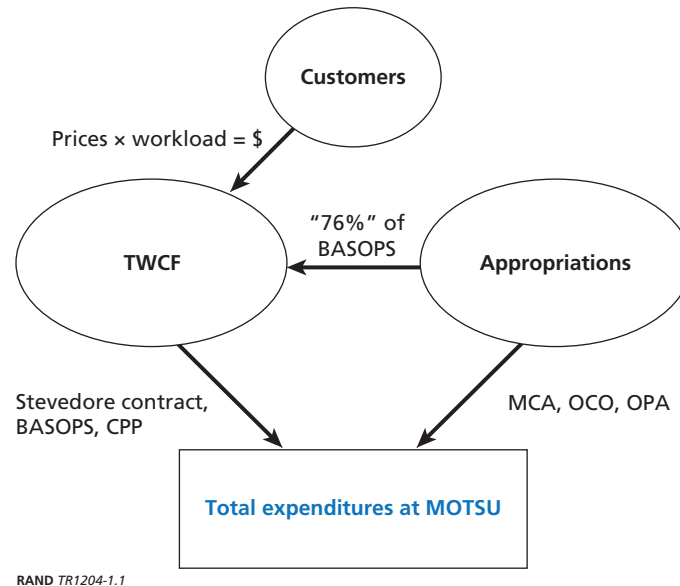 Customers
Prices × workload = $
“76%” of
BASOPS
TWCF
Appropriations
Stevedore contract,
BASOPS, CPP
MCA, OCO, OPA
Total expenditures at MOTSU
RAND TR1204-1.1